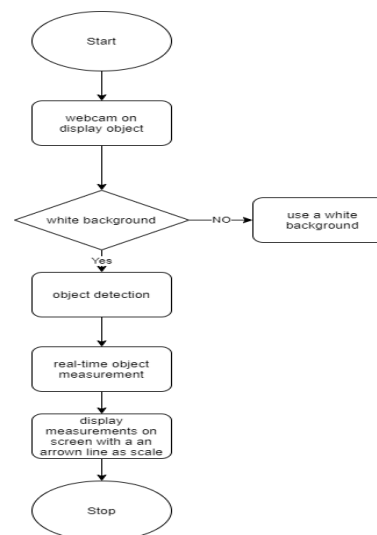 Start
webcam on
display object
white background
NO
use a white
background
Yes
object detection
real-time object
measurement
display
measurements on
screen with a an
arrown line as scale
Stop